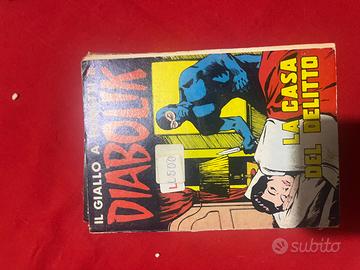 IL GIALLO A
DIABOLIK
L.500
LA CASA
DEL DELITTO
subito